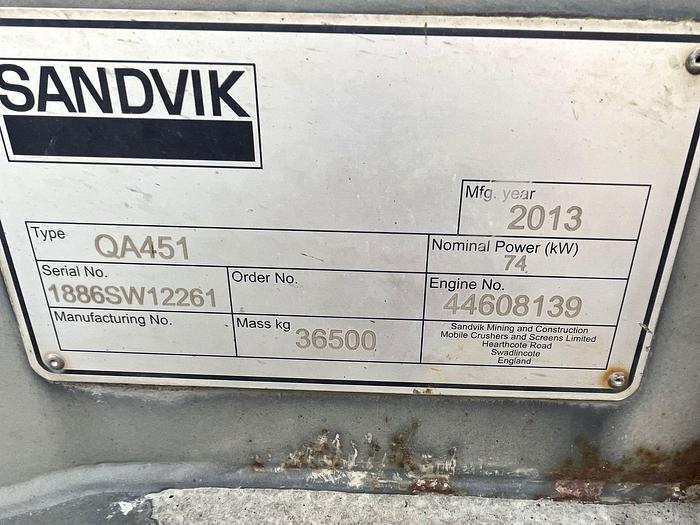 SANDVIK
Mfg. year
2013
Type QA451
Nominal Power (kW)
74
Serial No.
1886SW12261
Order No.
Engine No.
44608139
Manufacturing No.
Mass kg 36500
Sandvik Mining and Construction
Mobile Crushers and Screens Limited
Hearthcote Road
Swadlincote
England